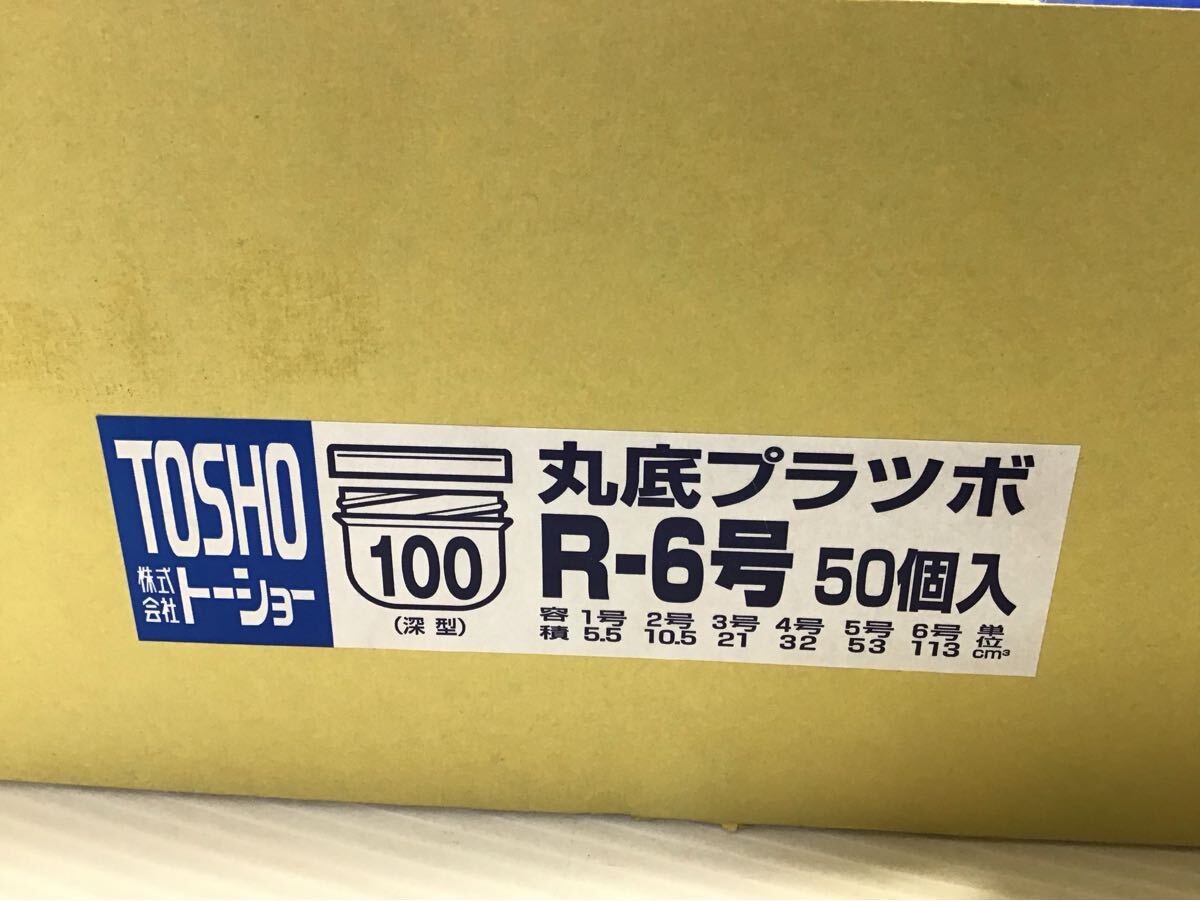 TOSHO
株式会社トーショー
100
(深型)
丸底プラツボ
R-6号 50個入
容積 1号 2号 3号 4号 5号 6号 単位
5.5 10.5 21 32 53 113 cm³